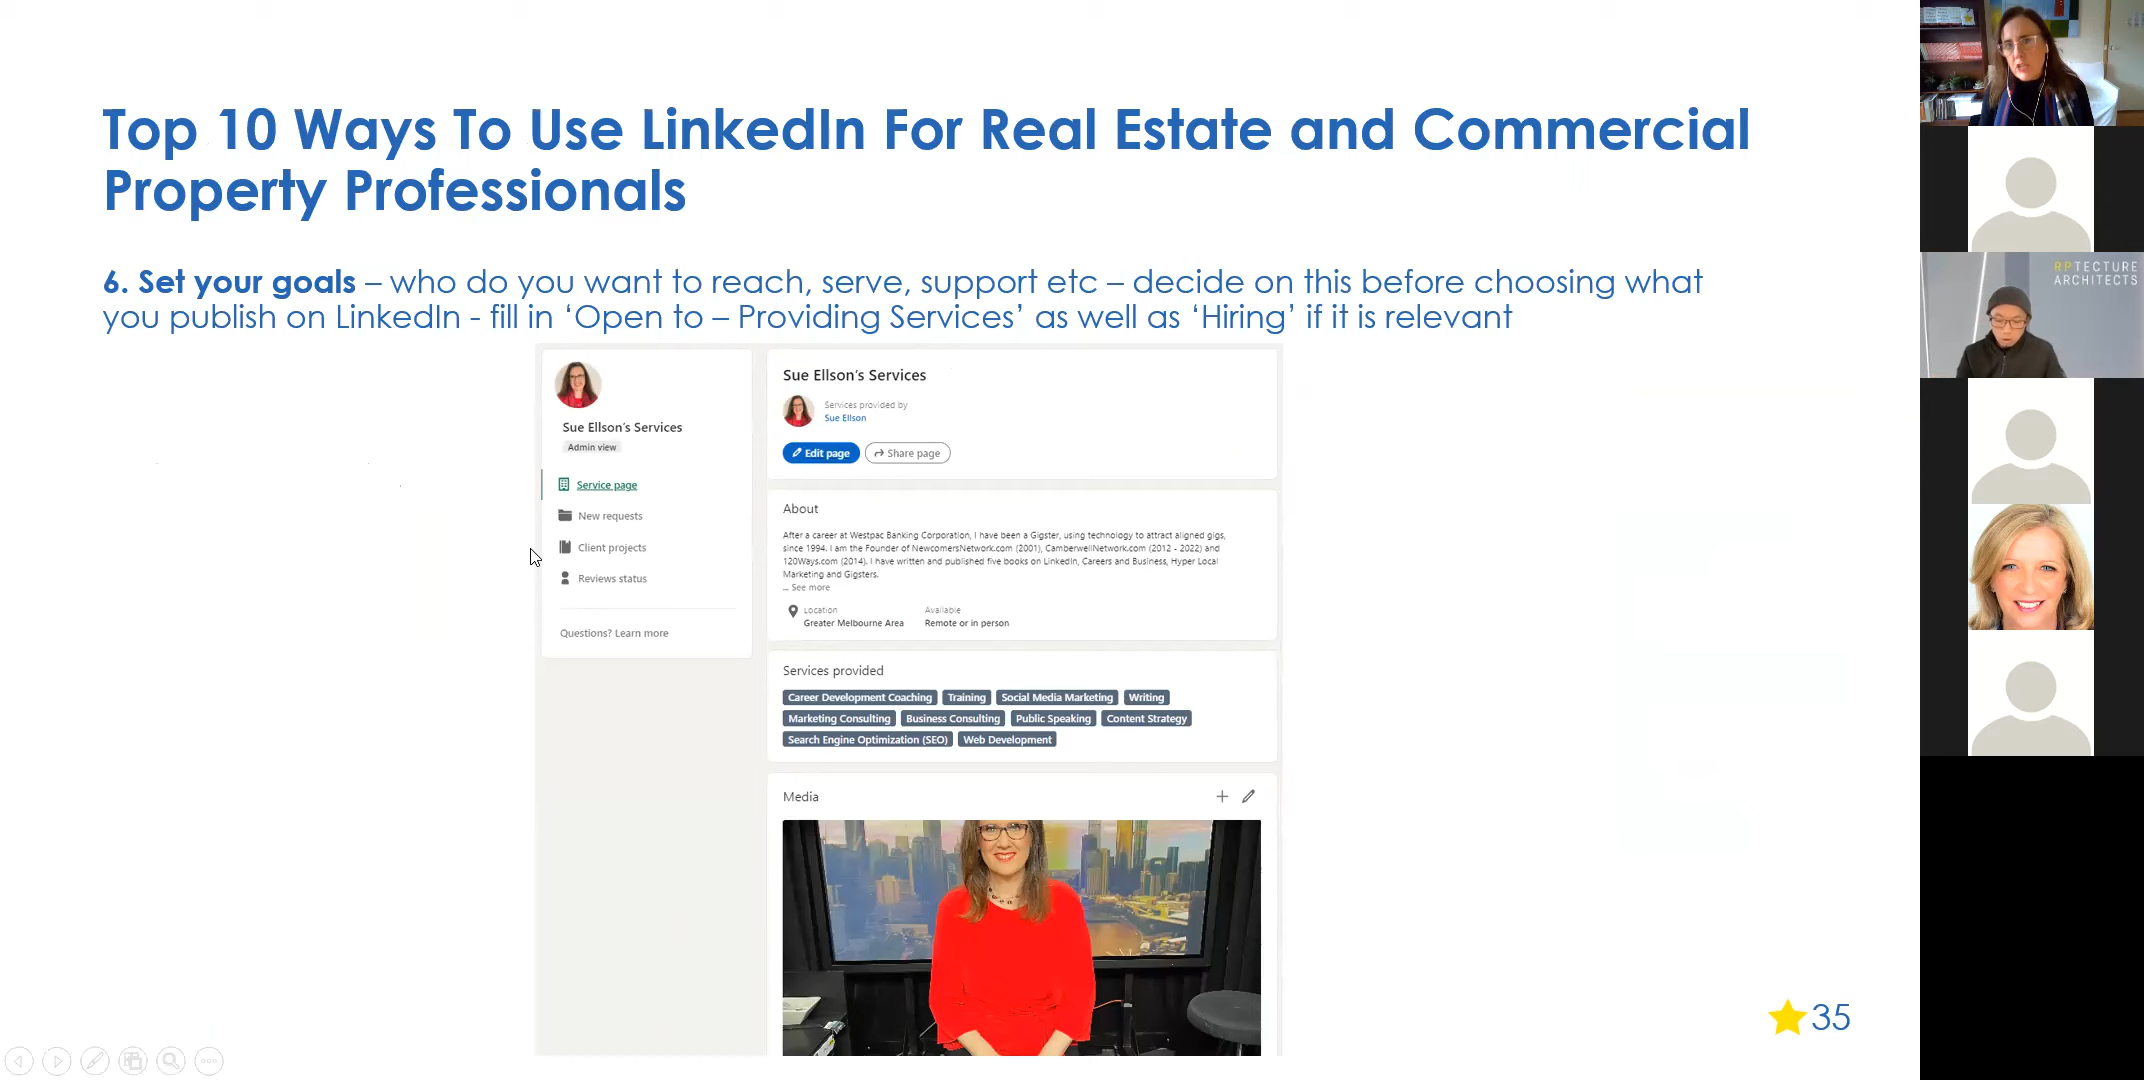 Top 10 Ways To Use LinkedIn For Real Estate and Commercial
Property Professionals
6. Set your goals – who do you want to reach, serve, support etc – decide on this before choosing what
you publish on LinkedIn - fill in ‘Open to – Providing Services’ as well as ‘Hiring’ if it is relevant
Sue Ellson's Services
Admin view
Service page
New requests
Client projects
Reviews status
Questions? Learn more
Sue Ellson's Services
Services provided by
Sue Ellson
Edit page
Share page
About
After a career at Westpac Banking Corporation, I have been a Gigster, using technology to attract aligned gigs,
since 1994. I am the Founder of NewcomersNetwork.com (2001), CamberwellNetwork.com (2012 - 2022) and
120Ways.com (2014). I have written and published five books on LinkedIn, Careers and Business, Hyper Local
Marketing and Gigsters.
... See more
Location
Greater Melbourne Area
Available
Remote or in person
Services provided
Career Development Coaching Training Social Media Marketing Writing
Marketing Consulting Business Consulting Public Speaking Content Strategy
Search Engine Optimization (SEO) Web Development
Media
35
RPTECTURE
ARCHITECTS